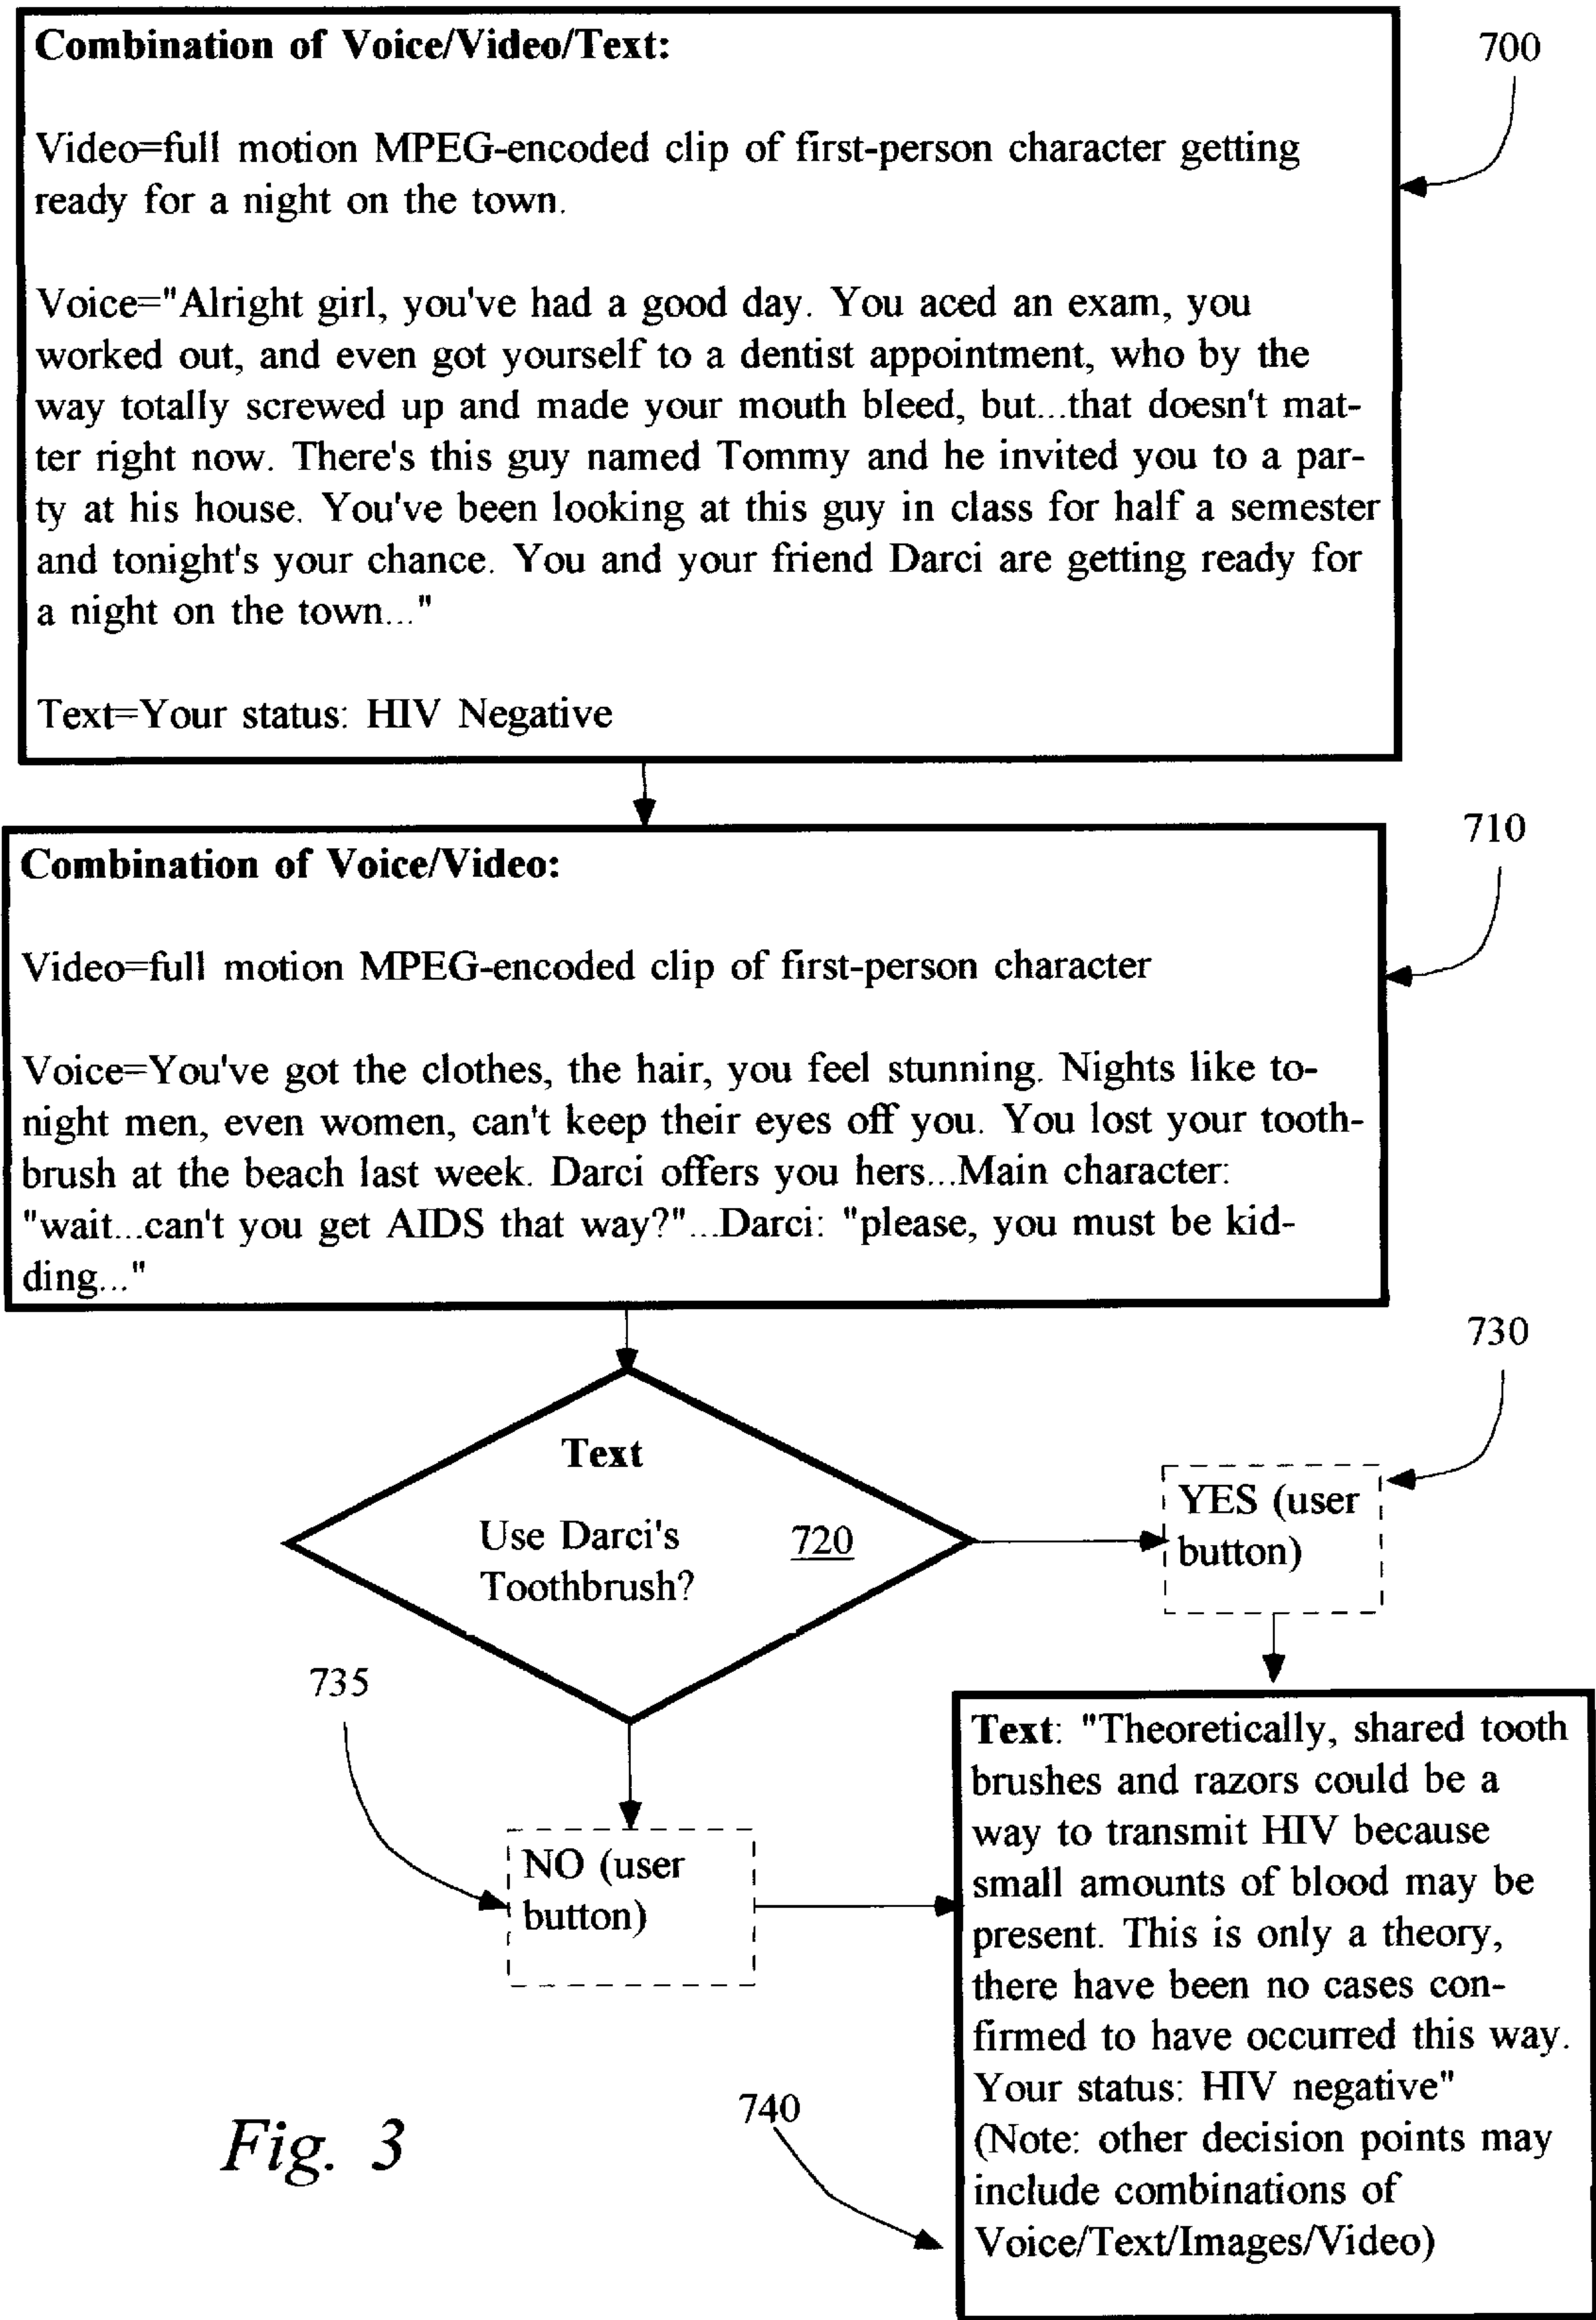 Combination of Voice/Video/Text:
700
Video=full motion MPEG-encoded clip of first-person character getting
ready for a night on the town.
Voice="Alright girl, you've had a good day. You aced an exam, you
worked out, and even got yourself to a dentist appointment, who by the
way totally screwed up and made your mouth bleed, but...that doesn't mat-
ter right now. There's this guy named Tommy and he invited you to a par-
ty at his house. You've been looking at this guy in class for half a semester
and tonight's your chance. You and your friend Darci are getting ready for
a night on the town..."
Text=Your status: HIV Negative
710
Combination of Voice/Video:
Video=full motion MPEG-encoded clip of first-person character
Voice=You've got the clothes, the hair, you feel stunning. Nights like to-
night men, even women, can't keep their eyes off you. You lost your tooth-
brush at the beach last week. Darci offers you hers...Main character:
"wait...can't you get AIDS that way?"...Darci: "please, you must be kid-
ding..."
730
Text
Use Darci's
Toothbrush?
720
YES (user
button)
735
NO (user
button)
Text: "Theoretically, shared tooth
brushes and razors could be a
way to transmit HIV because
small amounts of blood may be
present. This is only a theory,
there have been no cases con-
firmed to have occurred this way.
Your status: HIV negative"
(Note: other decision points may
include combinations of
Voice/Text/Images/Video)
740
Fig. 3